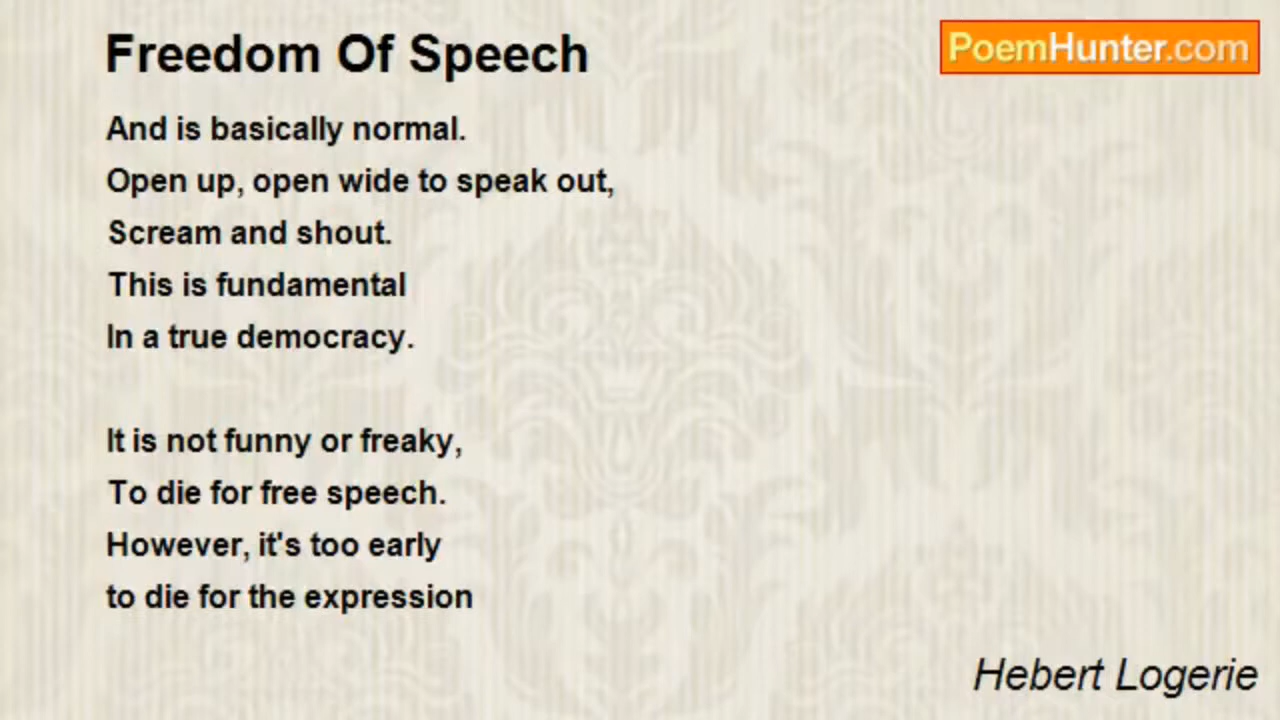 Freedom Of Speech
PoemHunter.com
And is basically normal.
Open up, open wide to speak out,
Scream and shout.
This is fundamental
In a true democracy.
It is not funny or freaky,
To die for free speech.
However, it's too early
to die for the expression
Hebert Logerie